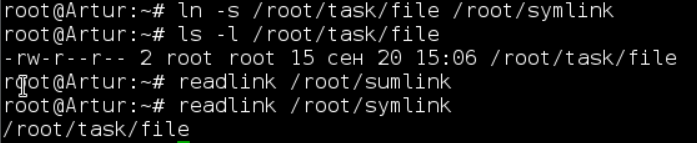 root@Artur:~# ln -s /root/task/file /root/symlink
root@Artur:~# ls -l /root/task/file
-rw-r--r-- 2 root root 15 сен 20 15:06 /root/task/file
root@Artur:~# readlink /root/sumlink
root@Artur:~# readlink /root/symlink
/root/task/file